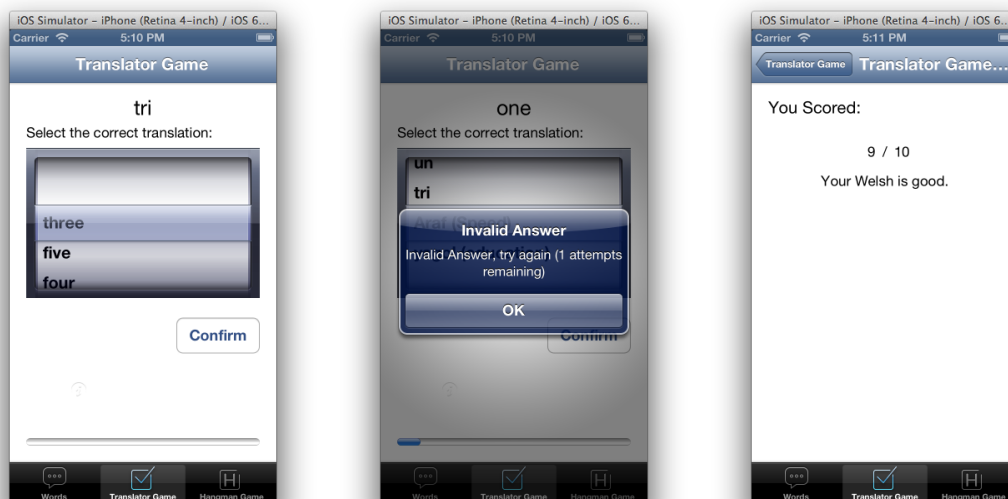 iOS Simulator – iPhone (Retina 4-inch) / iOS 6...
Carrier 5:10 PM
Translator Game
tri
Select the correct translation:
three
five
four
Confirm
Words Translator Game Hangman Game
iOS Simulator – iPhone (Retina 4-inch) / iOS 6...
Carrier 5:10 PM
Translator Game
one
Select the correct translation:
un
tri
Araf (Speed)
Invalid Answer
Invalid Answer, try again (1 attempts
remaining)
OK
Confirm
Words Translator Game Hangman Game
iOS Simulator – iPhone (Retina 4-inch) / iOS 6...
Carrier 5:11 PM
Translator Game Translator Game...
You Scored:
9 / 10
Your Welsh is good.
Words Translator Game Hangman Game